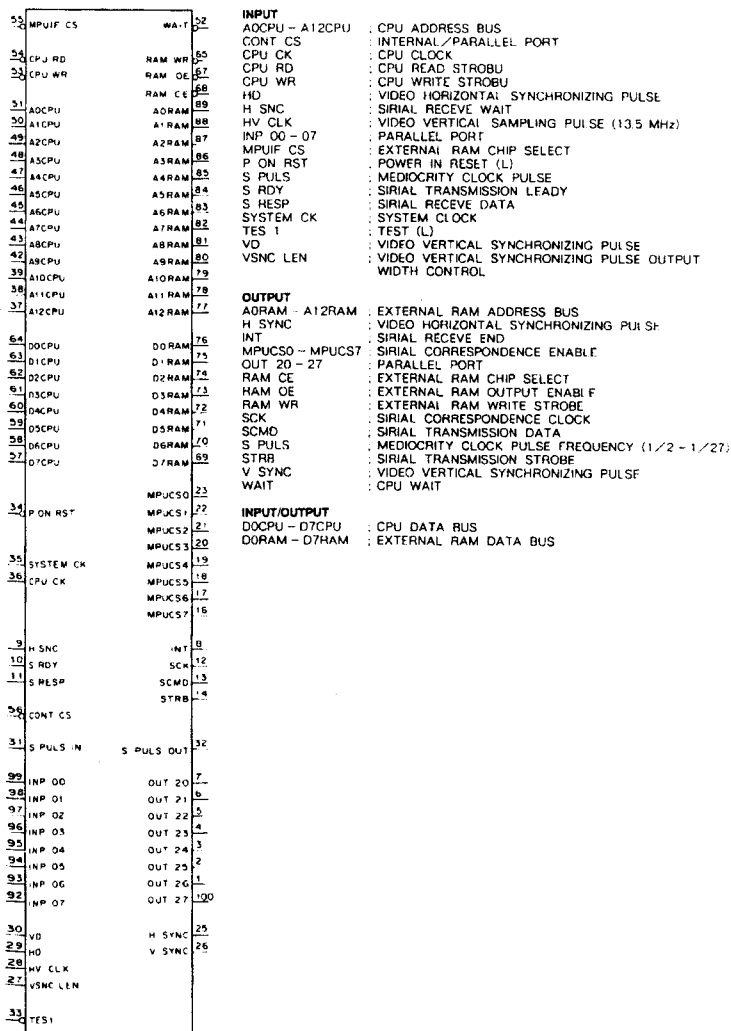 55 MPUIF CS WAIT 52
54 CPU RD RAM WR 65
53 CPU WR RAM OE 67
RAM CE 68
51 A0CPU A0RAM 89
50 A1CPU A1RAM 88
49 A2CPU A2RAM 87
48 A3CPU A3RAM 86
47 A4CPU A4RAM 85
46 A5CPU A5RAM 84
45 A6CPU A6RAM 83
44 A7CPU A7RAM 82
43 A8CPU A8RAM 81
42 A9CPU A9RAM 80
39 A10CPU A10RAM 79
38 A11CPU A11RAM 78
37 A12CPU A12RAM 77
64 D0CPU D0RAM 76
63 D1CPU D1RAM 75
62 D2CPU D2RAM 74
61 D3CPU D3RAM 73
60 D4CPU D4RAM 72
59 D5CPU D5RAM 71
58 D6CPU D6RAM 70
57 D7CPU D7RAM 69
MPUCS0 23
34 P ON RST MPUCS1 22
MPUCS2 21
MPUCS3 20
35 SYSTEM CK MPUCS4 19
36 CPU CK MPUCS5 18
MPUCS6 17
MPUCS7 16
9 H SNC INT 8
10 S RDY SCK 12
11 S RESP SCMD 13
STRB 14
56 CONT CS
31 S PULS IN S PULS OUT 32
99 INP 00 OUT 20 7
98 INP 01 OUT 21 6
97 INP 02 OUT 22 5
96 INP 03 OUT 23 4
95 INP 04 OUT 24 3
94 INP 05 OUT 25 2
93 INP 06 OUT 26 1
92 INP 07 OUT 27 100
30 VD H SYNC 25
29 HD V SYNC 26
28 HV CLK
27 VSNC LEN
33 TES1
INPUT
A0CPU – A12CPU : CPU ADDRESS BUS
CONT CS : INTERNAL/PARALLEL PORT
CPU CK : CPU CLOCK
CPU RD : CPU READ STROBU
CPU WR : CPU WRITE STROBU
HD : VIDEO HORIZONTAL SYNCHRONIZING PULSE
H SNC : SIRIAL RECEVE WAIT
HV CLK : VIDEO VERTICAL SAMPLING PULSE (13.5 MHz)
INP 00 – 07 : PARALLEL PORT
MPUIF CS : EXTERNAL RAM CHIP SELECT
P ON RST : POWER IN RESET (L)
S PULS : MEDIOCRITY CLOCK PULSE
S RDY : SIRIAL TRANSMISSION LEADY
S RESP : SIRIAL RECEVE DATA
SYSTEM CK : SYSTEM CLOCK
TES 1 : TEST (L)
VD : VIDEO VERTICAL SYNCHRONIZING PULSE
VSNC LEN : VIDEO VERTICAL SYNCHRONIZING PULSE OUTPUT
WIDTH CONTROL
OUTPUT
A0RAM – A12RAM : EXTERNAL RAM ADDRESS BUS
H SYNC : VIDEO HORIZONTAL SYNCHRONIZING PULSE
INT : SIRIAL RECEVE END
MPUCS0 – MPUCS7 : SIRIAL CORRESPONDENCE ENABLE
OUT 20 – 27 : PARALLEL PORT
RAM CE : EXTERNAL RAM CHIP SELECT
RAM OE : EXTERNAL RAM OUTPUT ENABLE
RAM WR : EXTERNAL RAM WRITE STROBE
SCK : SIRIAL CORRESPONDENCE CLOCK
SCMD : SIRIAL TRANSMISSION DATA
S PULS : MEDIOCRITY CLOCK PULSE FREQUENCY (1/2 – 1/27)
STRB : SIRIAL TRANSMISSION STROBE
V SYNC : VIDEO VERTICAL SYNCHRONIZING PULSE
WAIT : CPU WAIT
INPUT/OUTPUT
D0CPU – D7CPU : CPU DATA BUS
D0RAM – D7RAM : EXTERNAL RAM DATA BUS